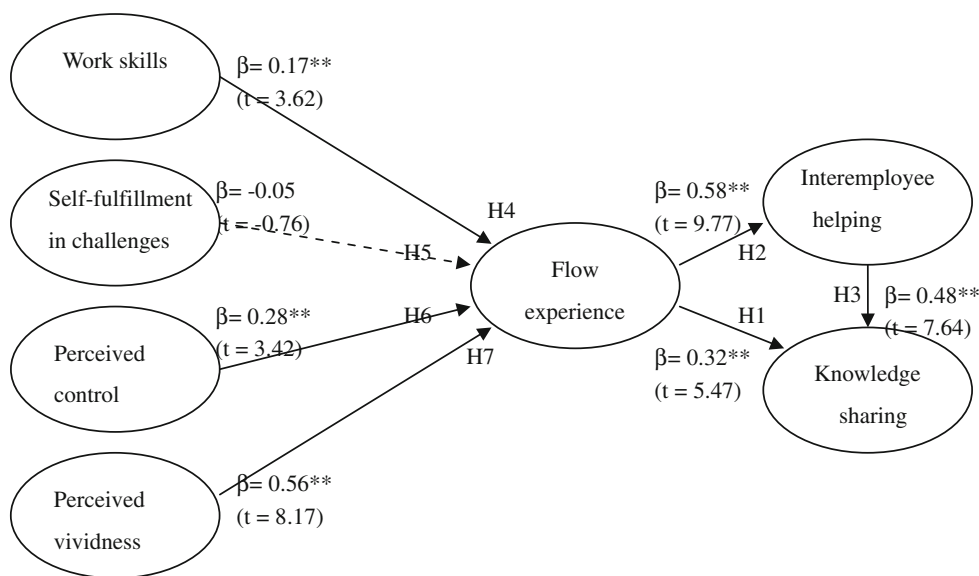 Work skills
β= 0.17**
(t = 3.62)
Self-fulfillment
in challenges
β= -0.05
(t = -0.76)
H4
H5
Perceived
control
β= 0.28**
(t = 3.42)
H6
H7
Perceived
vividness
β= 0.56**
(t = 8.17)
Flow
experience
β= 0.58**
(t = 9.77)
H2
H1
β= 0.32**
(t = 5.47)
Interemployee
helping
H3
β= 0.48**
(t = 7.64)
Knowledge
sharing